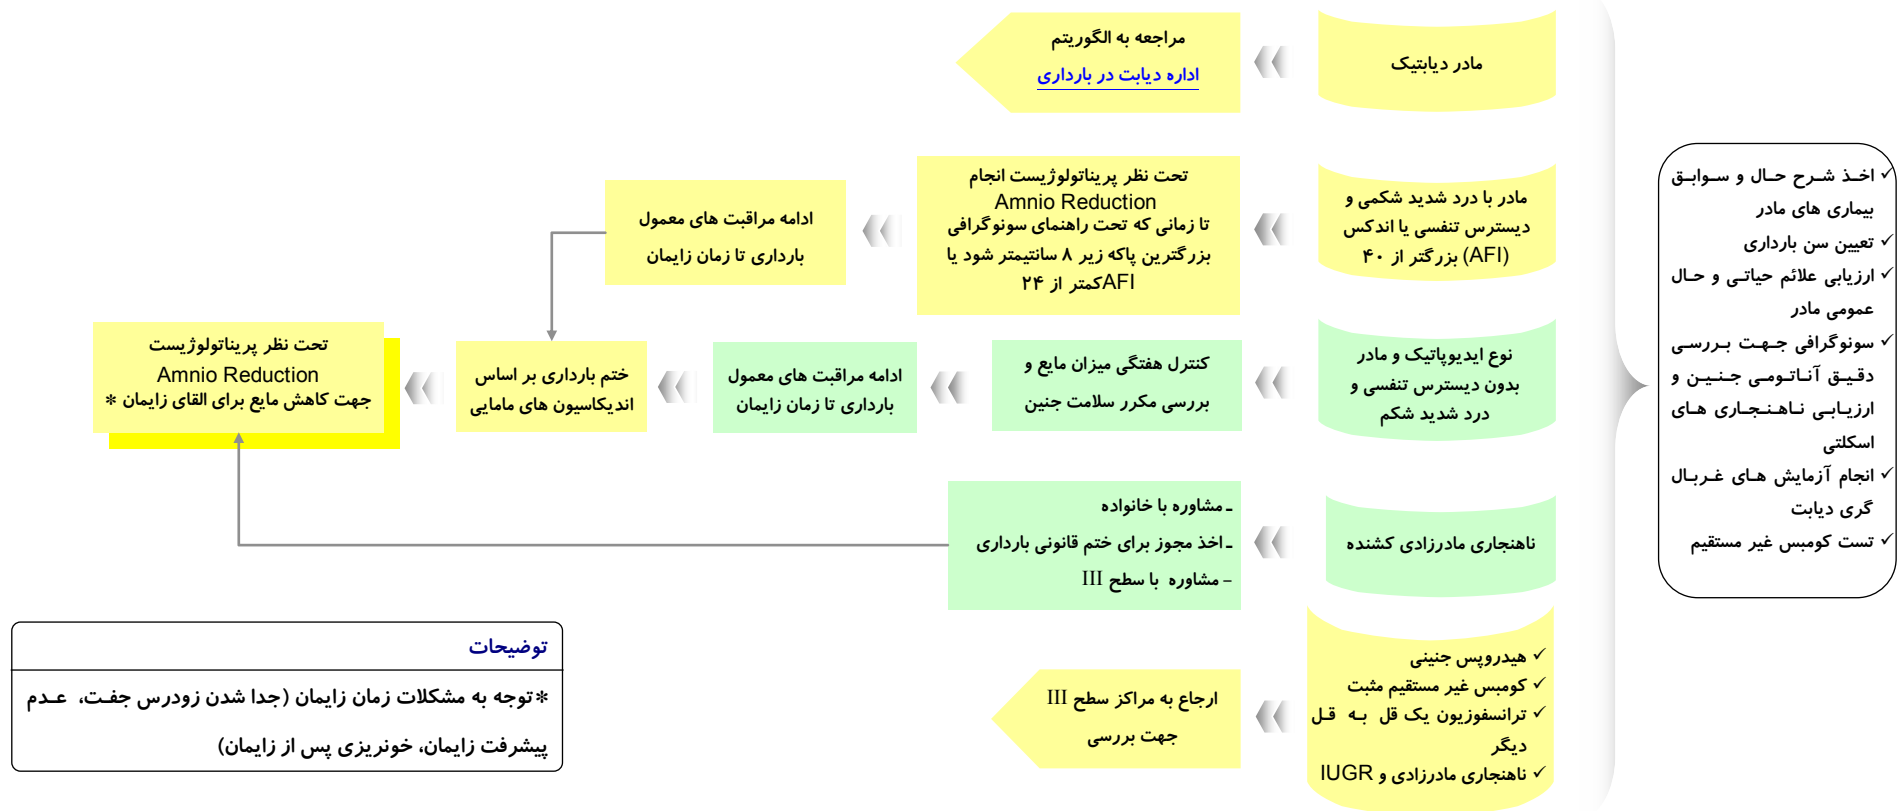 ✓ اخذ شرح حال و سوابق
بیماری های مادر
✓ تعیین سن بارداری
✓ ارزیابی علائم حیاتی و حال
عمومی مادر
✓ سونوگرافی جهت بررسی
دقیق آناتومی جنین و
ارزیابی ناهنجاری های
اسکلتی
✓ انجام آزمایش های غربال
گری دیابت
✓ تست کومبس غیر مستقیم
مادر دیابتیک
مراجعه به الگوریتم
اداره دیابت در بارداری
مادر با درد شدید شکمی و
دیسترس تنفسی یا اندکس
(AFI) بزرگتر از ۴۰
تحت نظر پریناتولوژیست انجام
Amnio Reduction
تا زمانی که تحت راهنمای سونوگرافی
بزرگترین پاکه زیر ۸ سانتیمتر شود یا
AFIکمتر از ۲۴
ادامه مراقبت های معمول
بارداری تا زمان زایمان
نوع ایدیوپاتیک و مادر
بدون دیسترس تنفسی و
درد شدید شکم
کنترل هفتگی میزان مایع و
بررسی مکرر سلامت جنین
ادامه مراقبت های معمول
بارداری تا زمان زایمان
ختم بارداری بر اساس
اندیکاسیون های مامایی
تحت نظر پریناتولوژیست
Amnio Reduction
جهت کاهش مایع برای القای زایمان *
ناهنجاری مادرزادی کشنده
ـ مشاوره با خانواده
ـ اخذ مجوز برای ختم قانونی بارداری
– مشاوره با سطح III
✓ هیدروپس جنینی
✓ کومبس غیر مستقیم مثبت
✓ ترانسفوزیون یک قل به قل
دیگر
✓ ناهنجاری مادرزادی و IUGR
ارجاع به مراکز سطح III
جهت بررسی
توضیحات
*توجه به مشکلات زمان زایمان (جدا شدن زودرس جفت، عدم
پیشرفت زایمان، خونریزی پس از زایمان)